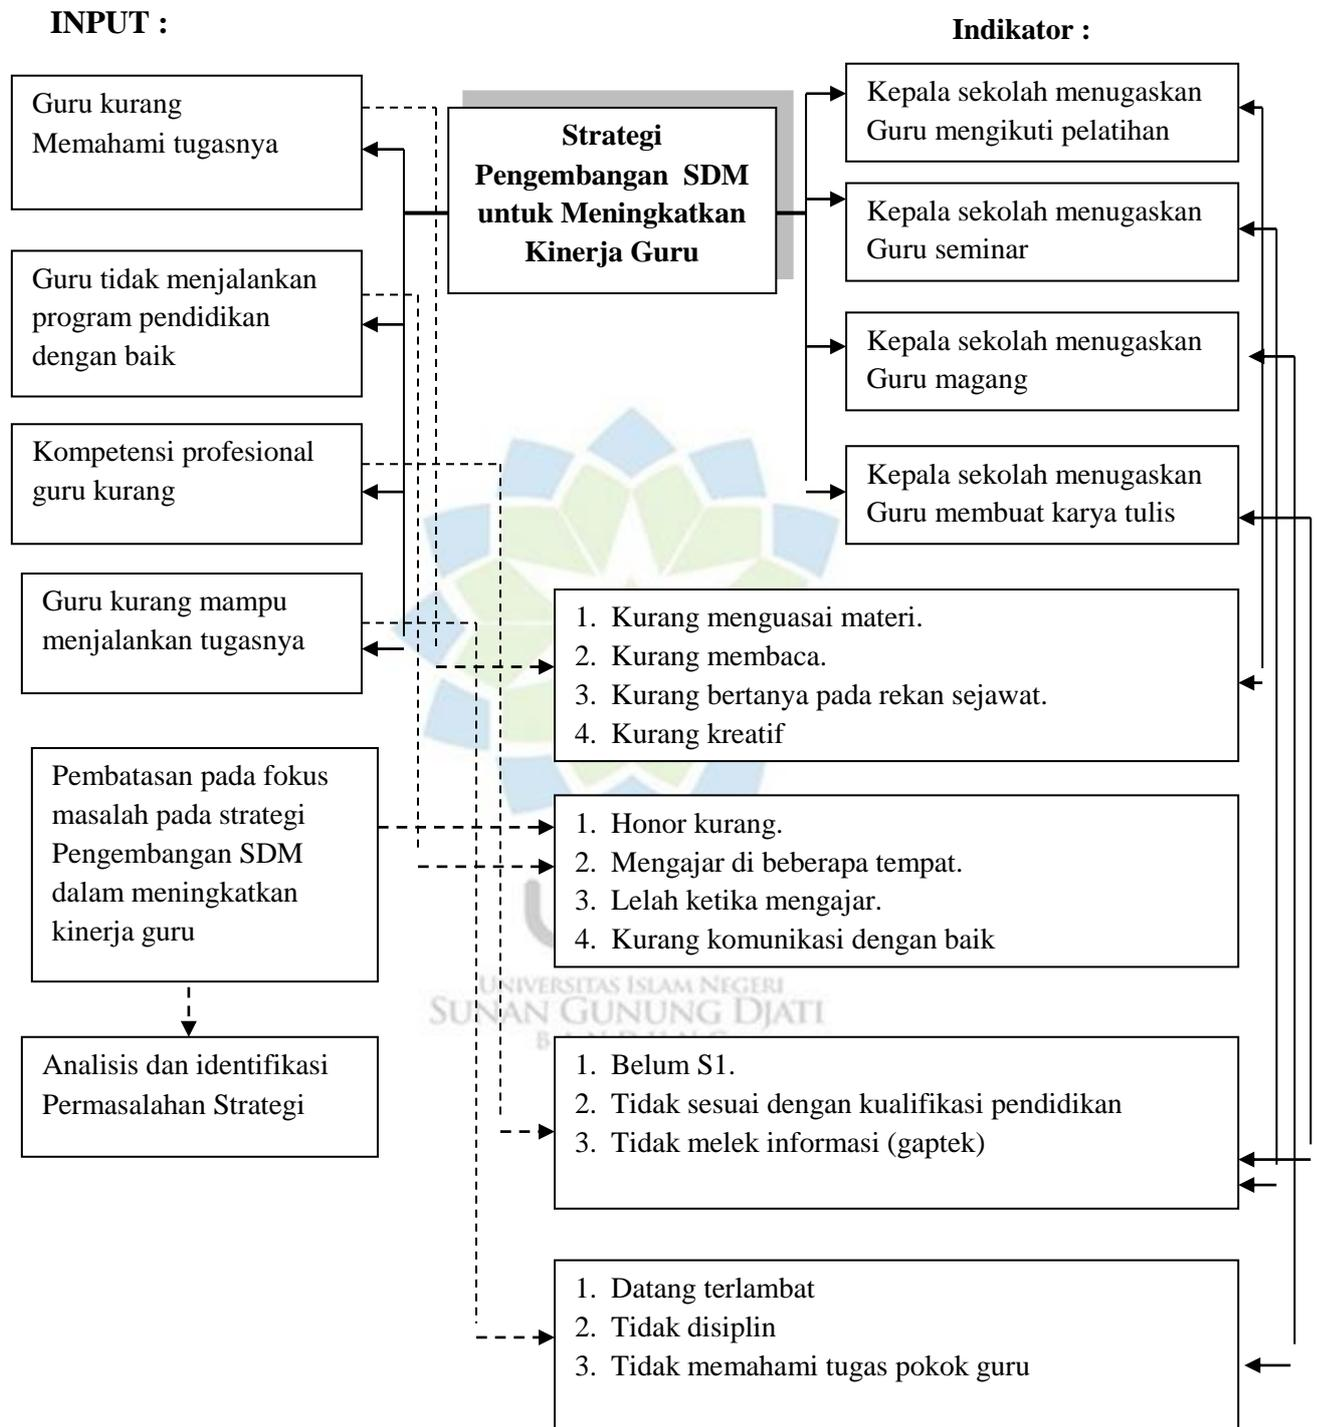 INPUT :
Indikator :
Guru kurang
Memahami tugasnya
Guru tidak menjalankan
program pendidikan
dengan baik
Kompetensi profesional
guru kurang
Guru kurang mampu
menjalankan tugasnya
Pembatasan pada fokus
masalah pada strategi
Pengembangan SDM
dalam meningkatkan
kinerja guru
Analisis dan identifikasi
Permasalahan Strategi
Strategi
Pengembangan SDM
untuk Meningkatkan
Kinerja Guru
Kepala sekolah menugaskan
Guru mengikuti pelatihan
Kepala sekolah menugaskan
Guru seminar
Kepala sekolah menugaskan
Guru magang
Kepala sekolah menugaskan
Guru membuat karya tulis
1. Kurang menguasai materi.
2. Kurang membaca.
3. Kurang bertanya pada rekan sejawat.
4. Kurang kreatif
1. Honor kurang.
2. Mengajar di beberapa tempat.
3. Lelah ketika mengajar.
4. Kurang komunikasi dengan baik
UNIVERSITAS ISLAM NEGERI
SUNAN GUNUNG DJATI
1. Belum S1.
2. Tidak sesuai dengan kualifikasi pendidikan
3. Tidak melek informasi (gaptek)
1. Datang terlambat
2. Tidak disiplin
3. Tidak memahami tugas pokok guru